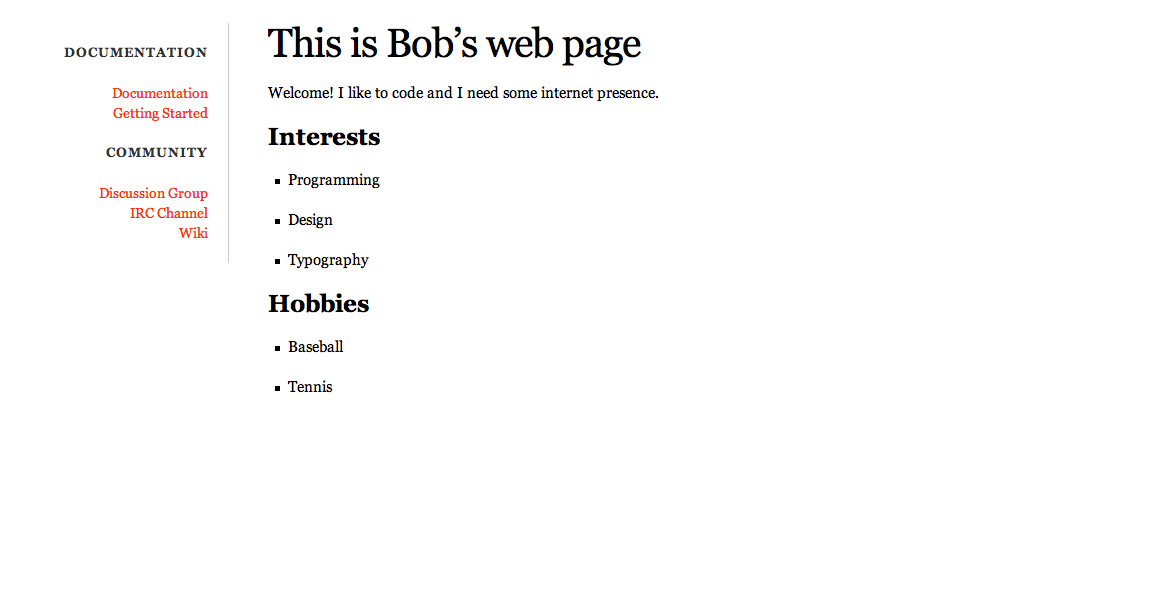 DOCUMENTATION
Documentation
Getting Started
COMMUNITY
Discussion Group
IRC Channel
Wiki
This is Bob’s web page
Welcome! I like to code and I need some internet presence.
Interests
Programming
Design
Typography
Hobbies
Baseball
Tennis